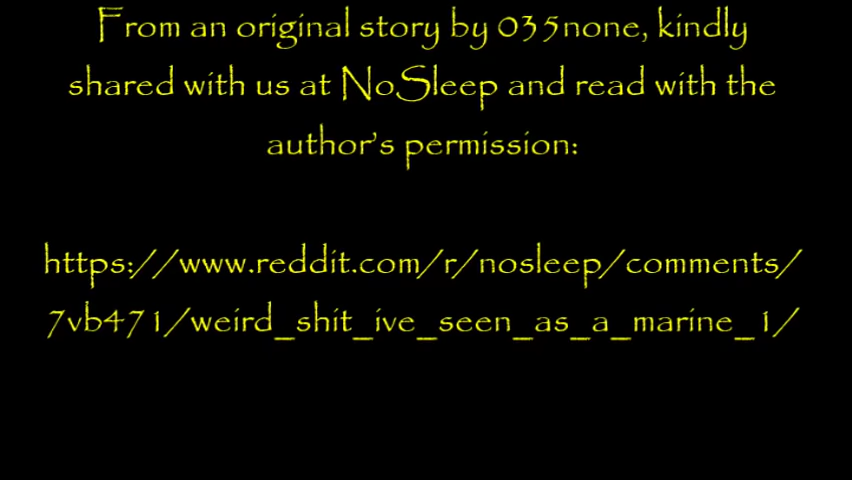 From an original story by 035none, kindly
shared with us at NoSleep and read with the
author's permission:
https://www.reddit.com/r/nosleep/comments/
7vb471/weird_shit_ive_seen_as_a_marine_1/